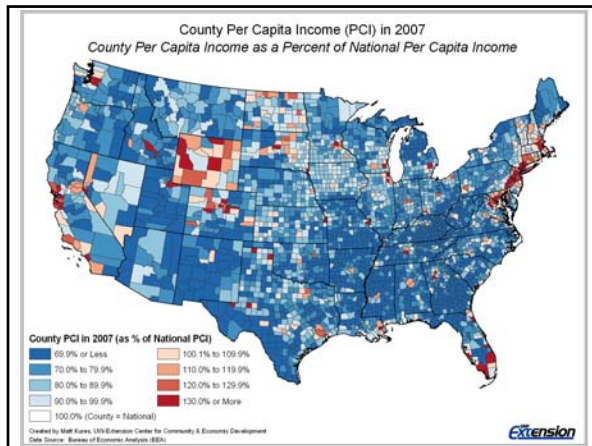 County Per Capita Income (PCI) in 2007
County Per Capita Income as a Percent of National Per Capita Income
County PCI in 2007 (as % of National PCI)
69.9% or Less
70.0% to 79.9%
80.0% to 89.9%
90.0% to 99.9%
100.0% (County = National)
100.1% to 109.9%
110.0% to 119.9%
120.0% to 129.9%
130.0% or More
Created by Matt Kures, UW-Extension Center for Community & Economic Development
Data Source: Bureau of Economic Analysis (BEA)
UW
Extension